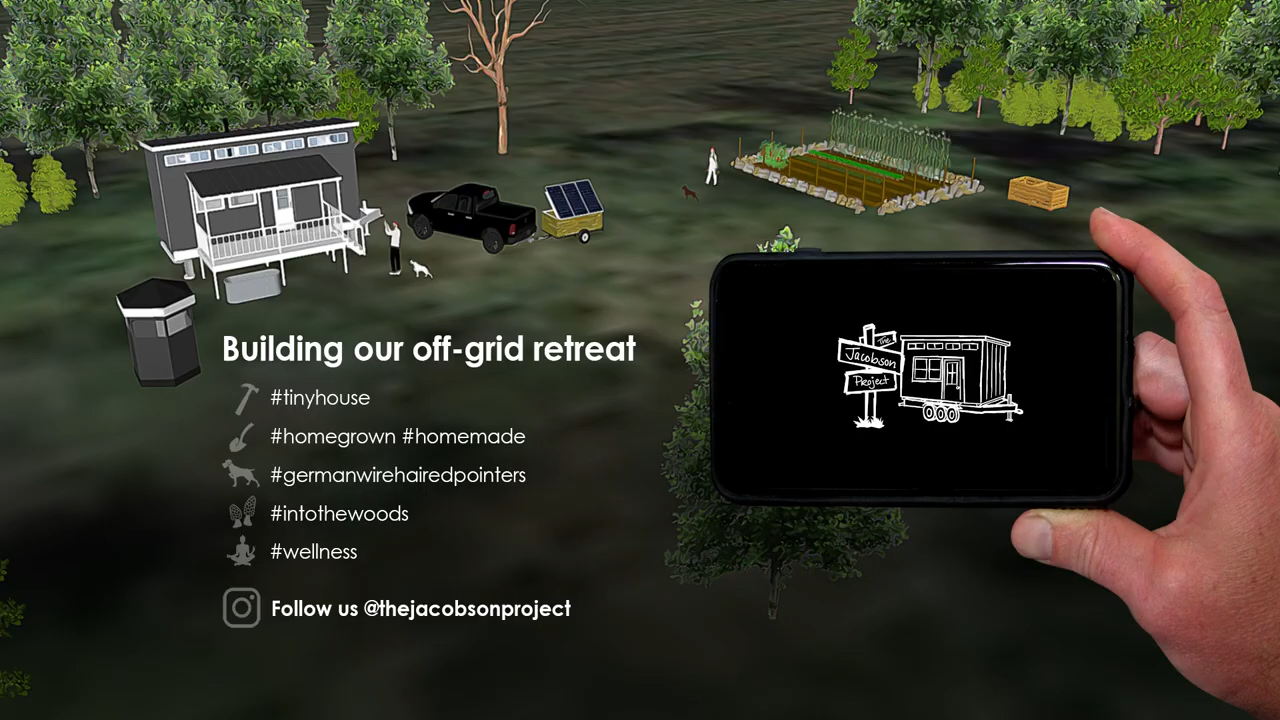 Building our off-grid retreat
#tinyhouse
#homegrown #homemade
#germanwirehairedpointers
#intothewoods
#wellness
Follow us @thejacobsonproject
The
Jacobson
Project